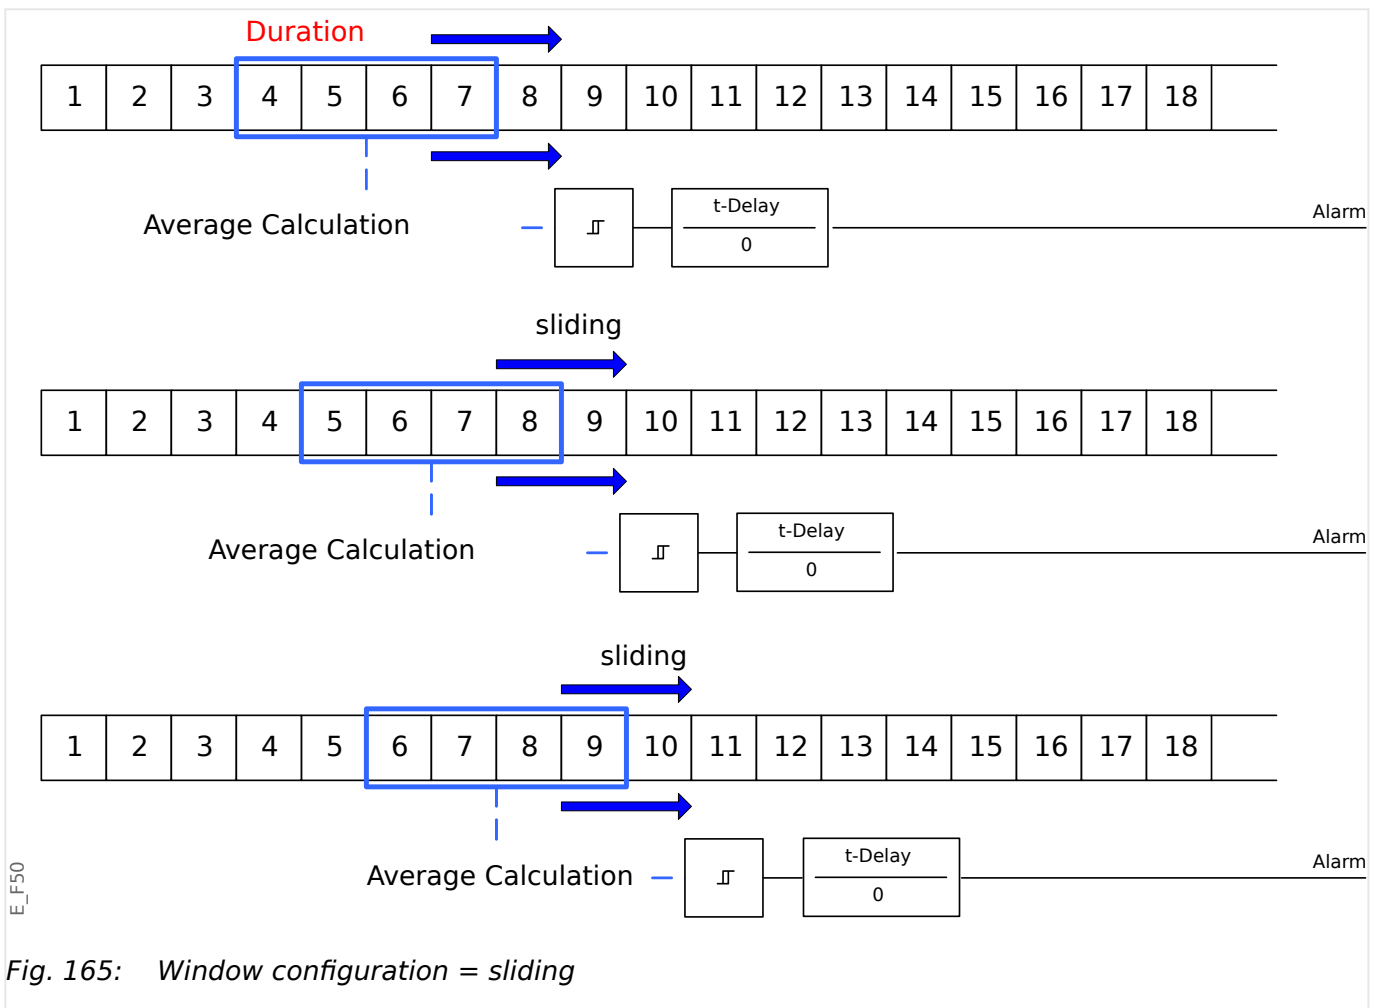 Duration
1 2 3 4 5 6 7 8 9 10 11 12 13 14 15 16 17 18
Average Calculation
t-Delay
0
Alarm
sliding
1 2 3 4 5 6 7 8 9 10 11 12 13 14 15 16 17 18
Average Calculation
t-Delay
0
Alarm
sliding
1 2 3 4 5 6 7 8 9 10 11 12 13 14 15 16 17 18
Average Calculation
t-Delay
0
Alarm
E_F50
Fig. 165: Window configuration = sliding